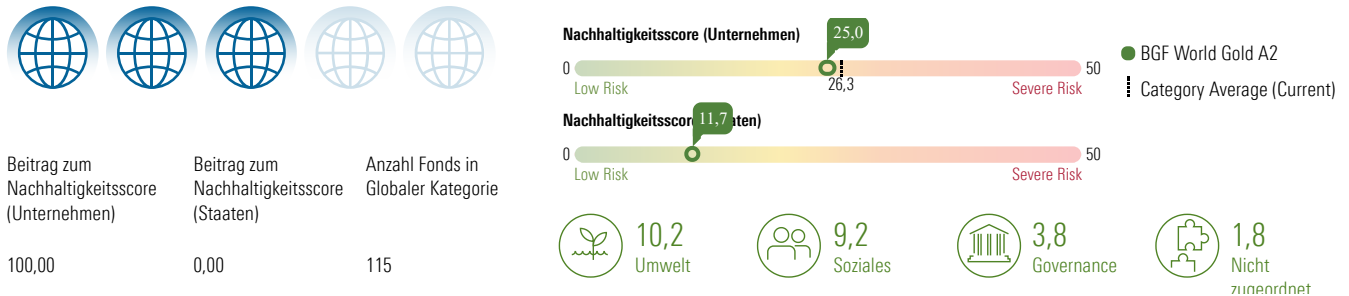 Beitrag zum
Nachhaltigkeitsscore
(Unternehmen)
100,00
Beitrag zum
Nachhaltigkeitsscore
(Staaten)
0,00
Anzahl Fonds in
Globaler Kategorie
115
Nachhaltigkeitsscore (Unternehmen)
25,0
0
50
Low Risk
26,3
Severe Risk
Nachhaltigkeitsscor
11,7
ten)
0
50
Low Risk
Severe Risk
BGF World Gold A2
Category Average (Current)
10,2
Umwelt
9,2
Soziales
3,8
Governance
1,8
Nicht
zugeordnet